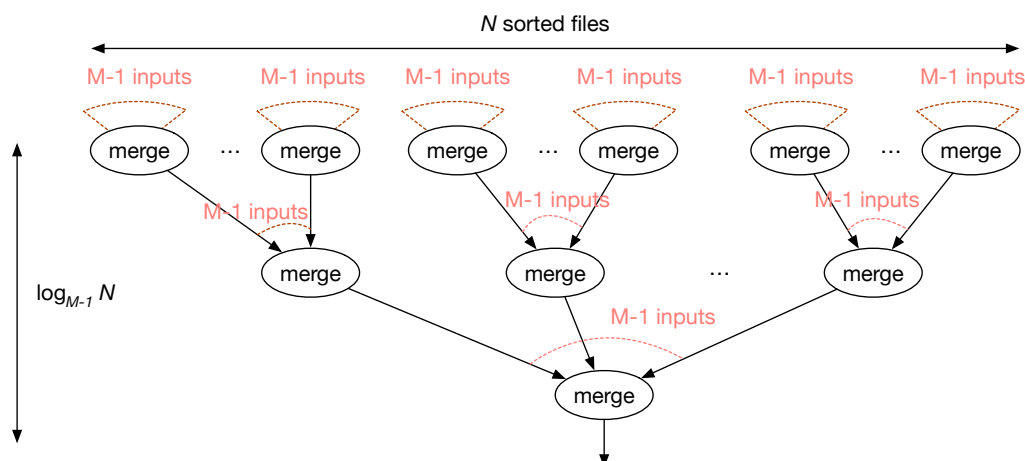 N sorted files
M-1 inputs M-1 inputs M-1 inputs M-1 inputs M-1 inputs M-1 inputs
merge ... merge merge ... merge merge ... merge
M-1 inputs M-1 inputs M-1 inputs
merge merge ... merge
log_{M-1} N
M-1 inputs
merge